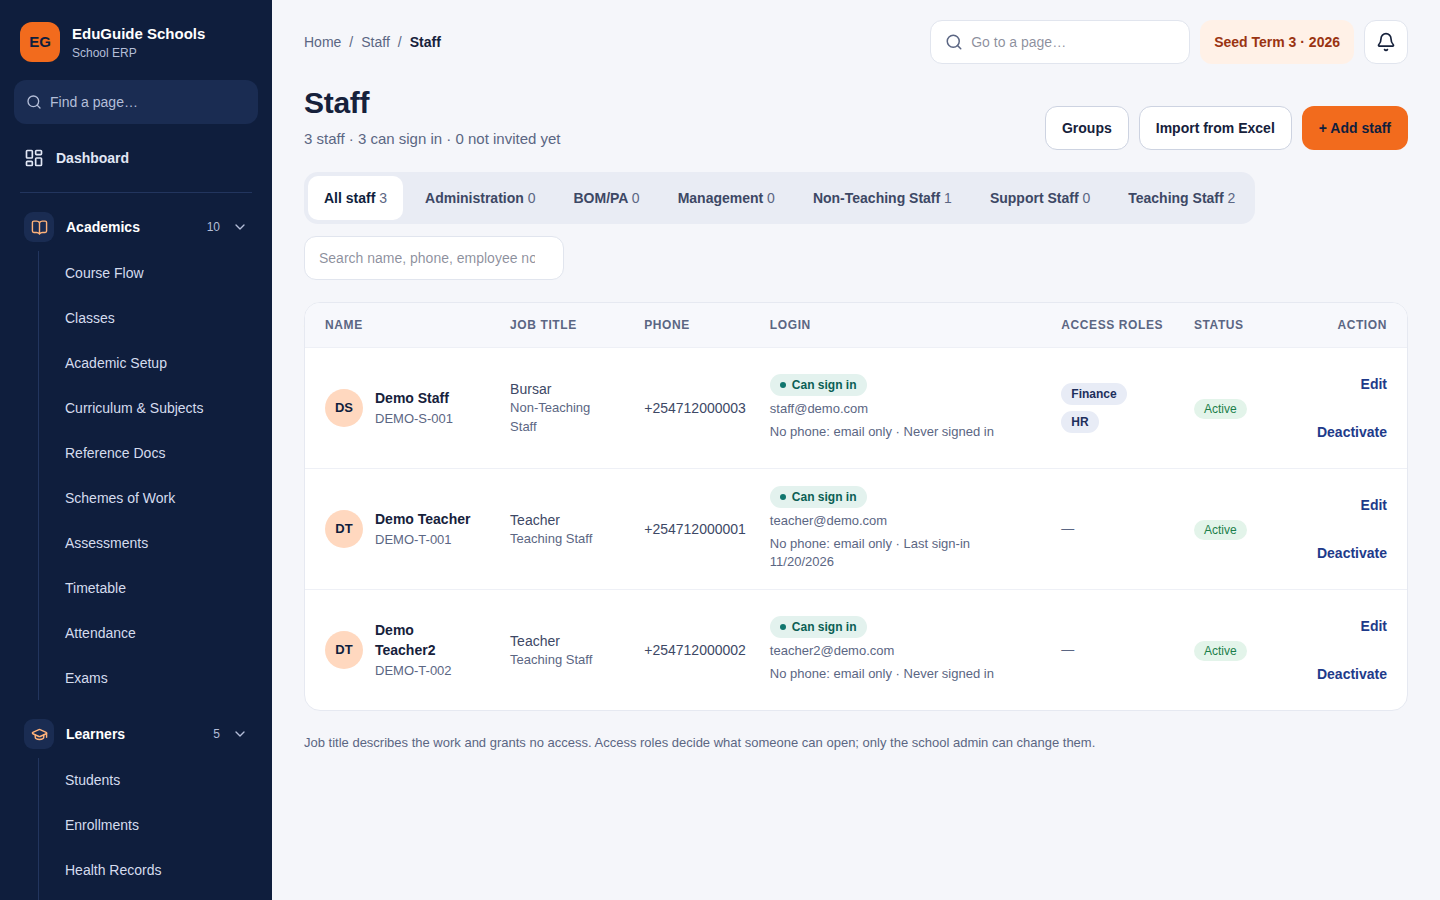 EG
EduGuide Schools
School ERP
Find a page…
Dashboard
Academics 10
Course Flow
Classes
Academic Setup
Curriculum & Subjects
Reference Docs
Schemes of Work
Assessments
Timetable
Attendance
Exams
Learners 5
Students
Enrollments
Health Records
Home / Staff / Staff
Go to a page…
Seed Term 3 · 2026
Staff
3 staff · 3 can sign in · 0 not invited yet
Groups
Import from Excel
+ Add staff
All staff 3
Administration 0
BOM/PA 0
Management 0
Non-Teaching Staff 1
Support Staff 0
Teaching Staff 2
Search name, phone, employee no
NAME JOB TITLE PHONE LOGIN ACCESS ROLES STATUS ACTION
DS
Demo Staff
DEMO-S-001
Bursar
Non-Teaching
Staff
+254712000003
Can sign in
staff@demo.com
No phone: email only · Never signed in
Finance
HR
Active
Edit
Deactivate
DT
Demo Teacher
DEMO-T-001
Teacher
Teaching Staff
+254712000001
Can sign in
teacher@demo.com
No phone: email only · Last sign-in
11/20/2026
—
Active
Edit
Deactivate
DT
Demo
Teacher2
DEMO-T-002
Teacher
Teaching Staff
+254712000002
Can sign in
teacher2@demo.com
No phone: email only · Never signed in
—
Active
Edit
Deactivate
Job title describes the work and grants no access. Access roles decide what someone can open; only the school admin can change them.